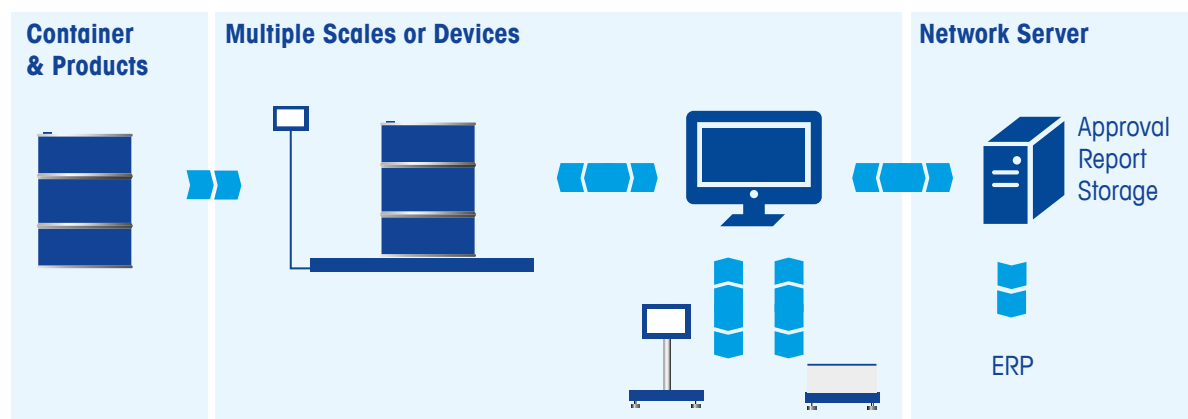 Container
& Products
Multiple Scales or Devices
Network Server
Approval
Report
Storage
ERP